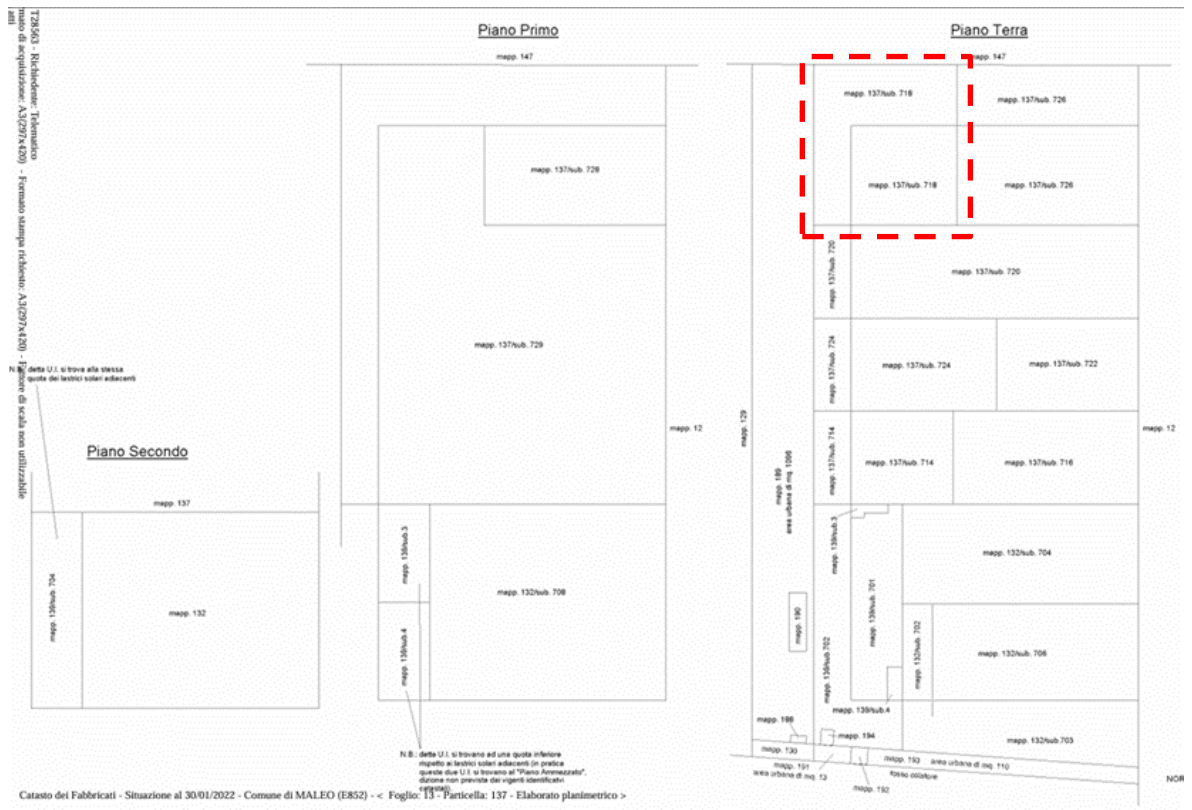 T28563 - Richiedente: Telematico
mato di acquisizione: A3(297x420) - Formato stampa richiesto: A3(297x420) - Fattore di scala non utilizzabile
Piano Primo
mapp. 147
mapp. 137/sub. 728
mapp. 137/sub. 729
mapp. 12
mapp. 139/sub.3
mapp. 139/sub.4
mapp. 132/sub. 708
N.B.: dette U.I. si trovano ad una quota inferiore
rispetto ai lastrici solari adiacenti (in pratica
queste due U.I. si trovano al "Piano Ammezzato",
dizione non prevista dai vigenti identificativi
catastali).
N.B.: detta U.I. si trova alla stessa
quota dei lastrici solari adiacenti
Piano Secondo
mapp. 137
mapp. 139/sub. 704
mapp. 132
Piano Terra
mapp. 147
mapp. 137/sub. 718
mapp. 726
mapp. 137/sub. 718
mapp. 137/sub. 726
mapp. 137/sub. 720
mapp. 137/sub. 720
mapp. 137/sub. 724
mapp. 137/sub. 724
mapp. 137/sub. 722
mapp. 129
mapp. 12
mapp. 137/sub. 714
mapp. 137/sub. 714
mapp. 137/sub. 716
mapp. 189
area urbana di mq. 1096
mapp. 139/sub.3
mapp. 132/sub. 704
mapp. 139/sub. 701
mapp. 190
mapp. 139/sub.702
mapp. 132/sub. 702
mapp. 132/sub. 706
mapp. 139/sub.4
mapp. 188
mapp. 194
mapp. 132/sub.703
mapp. 130
mapp. 191
area urbana di mq. 13
mapp. 193
area urbana di mq. 110
fosso colatore
mapp. 192
NOR
Catasto dei Fabbricati - Situazione al 30/01/2022 - Comune di MALEO (E852) - < Foglio: 13 - Particella: 137 - Elaborato planimetrico >